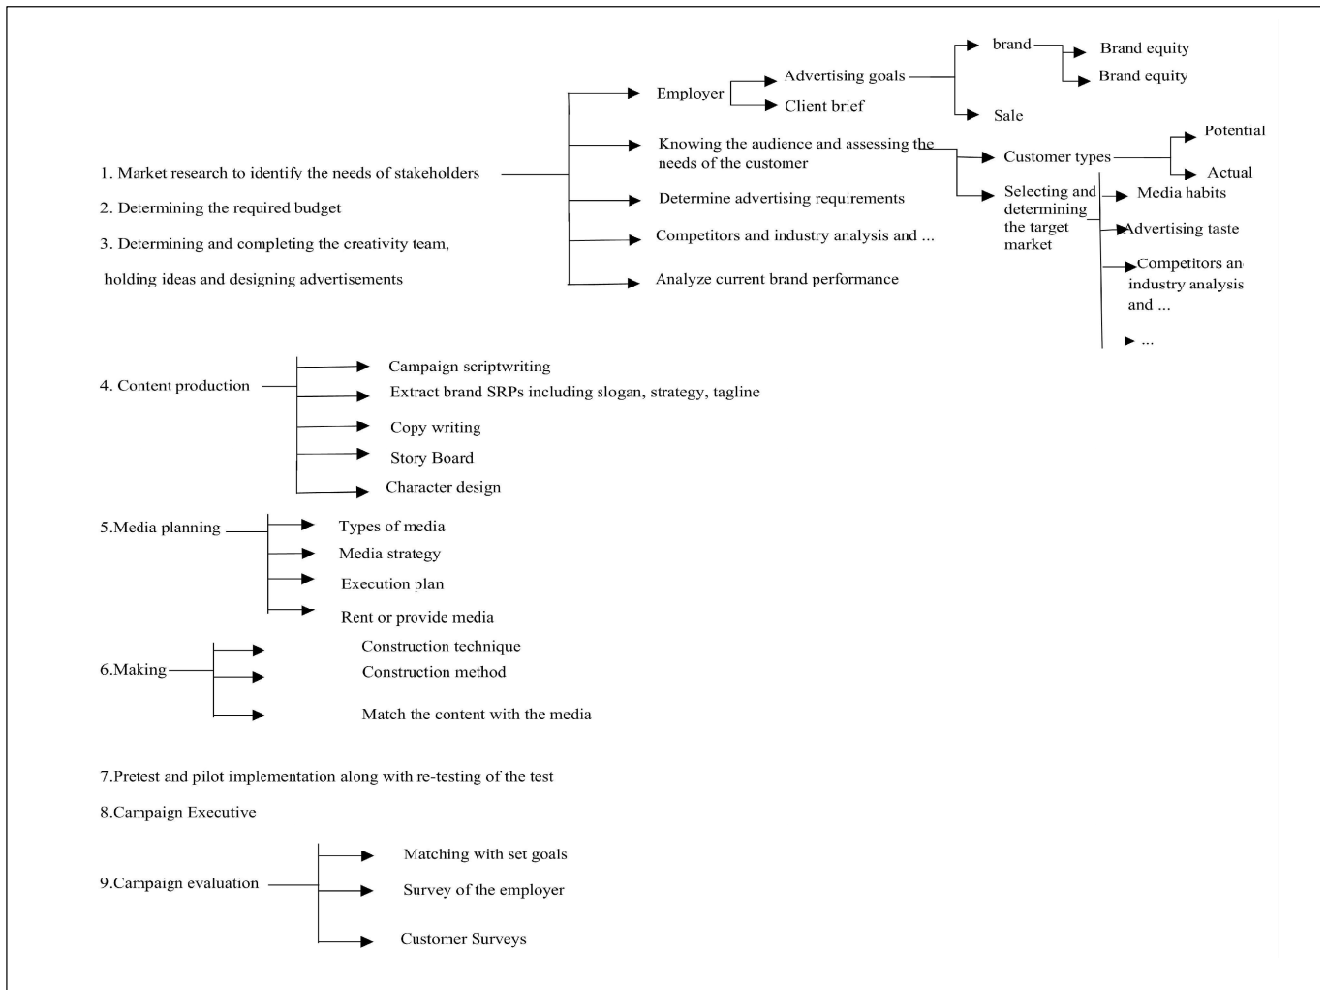 brand
Brand equity
Advertising goals
Brand equity
Employer
Client brief
Sale
Potential
Knowing the audience and assessing the
needs of the customer
Customer types
Actual
1. Market research to identify the needs of stakeholders
Selecting and
determining
the target
market
Media habits
Determine advertising requirements
2. Determining the required budget
Advertising taste
Competitors and industry analysis and ...
3. Determining and completing the creativity team,
holding ideas and designing advertisements
Competitors an
industry analysis
and ...
Analyze current brand performance
...
4. Content production
Campaign scriptwriting
Extract brand SRPs including slogan, strategy, tagline
Copy writing
Story Board
Character design
5.Media planning
Types of media
Media strategy
Execution plan
Rent or provide media
6.Making
Construction technique
Construction method
Match the content with the media
7.Pretest and pilot implementation along with re-testing of the test
8.Campaign Executive
9.Campaign evaluation
Matching with set goals
Survey of the employer
Customer Surveys